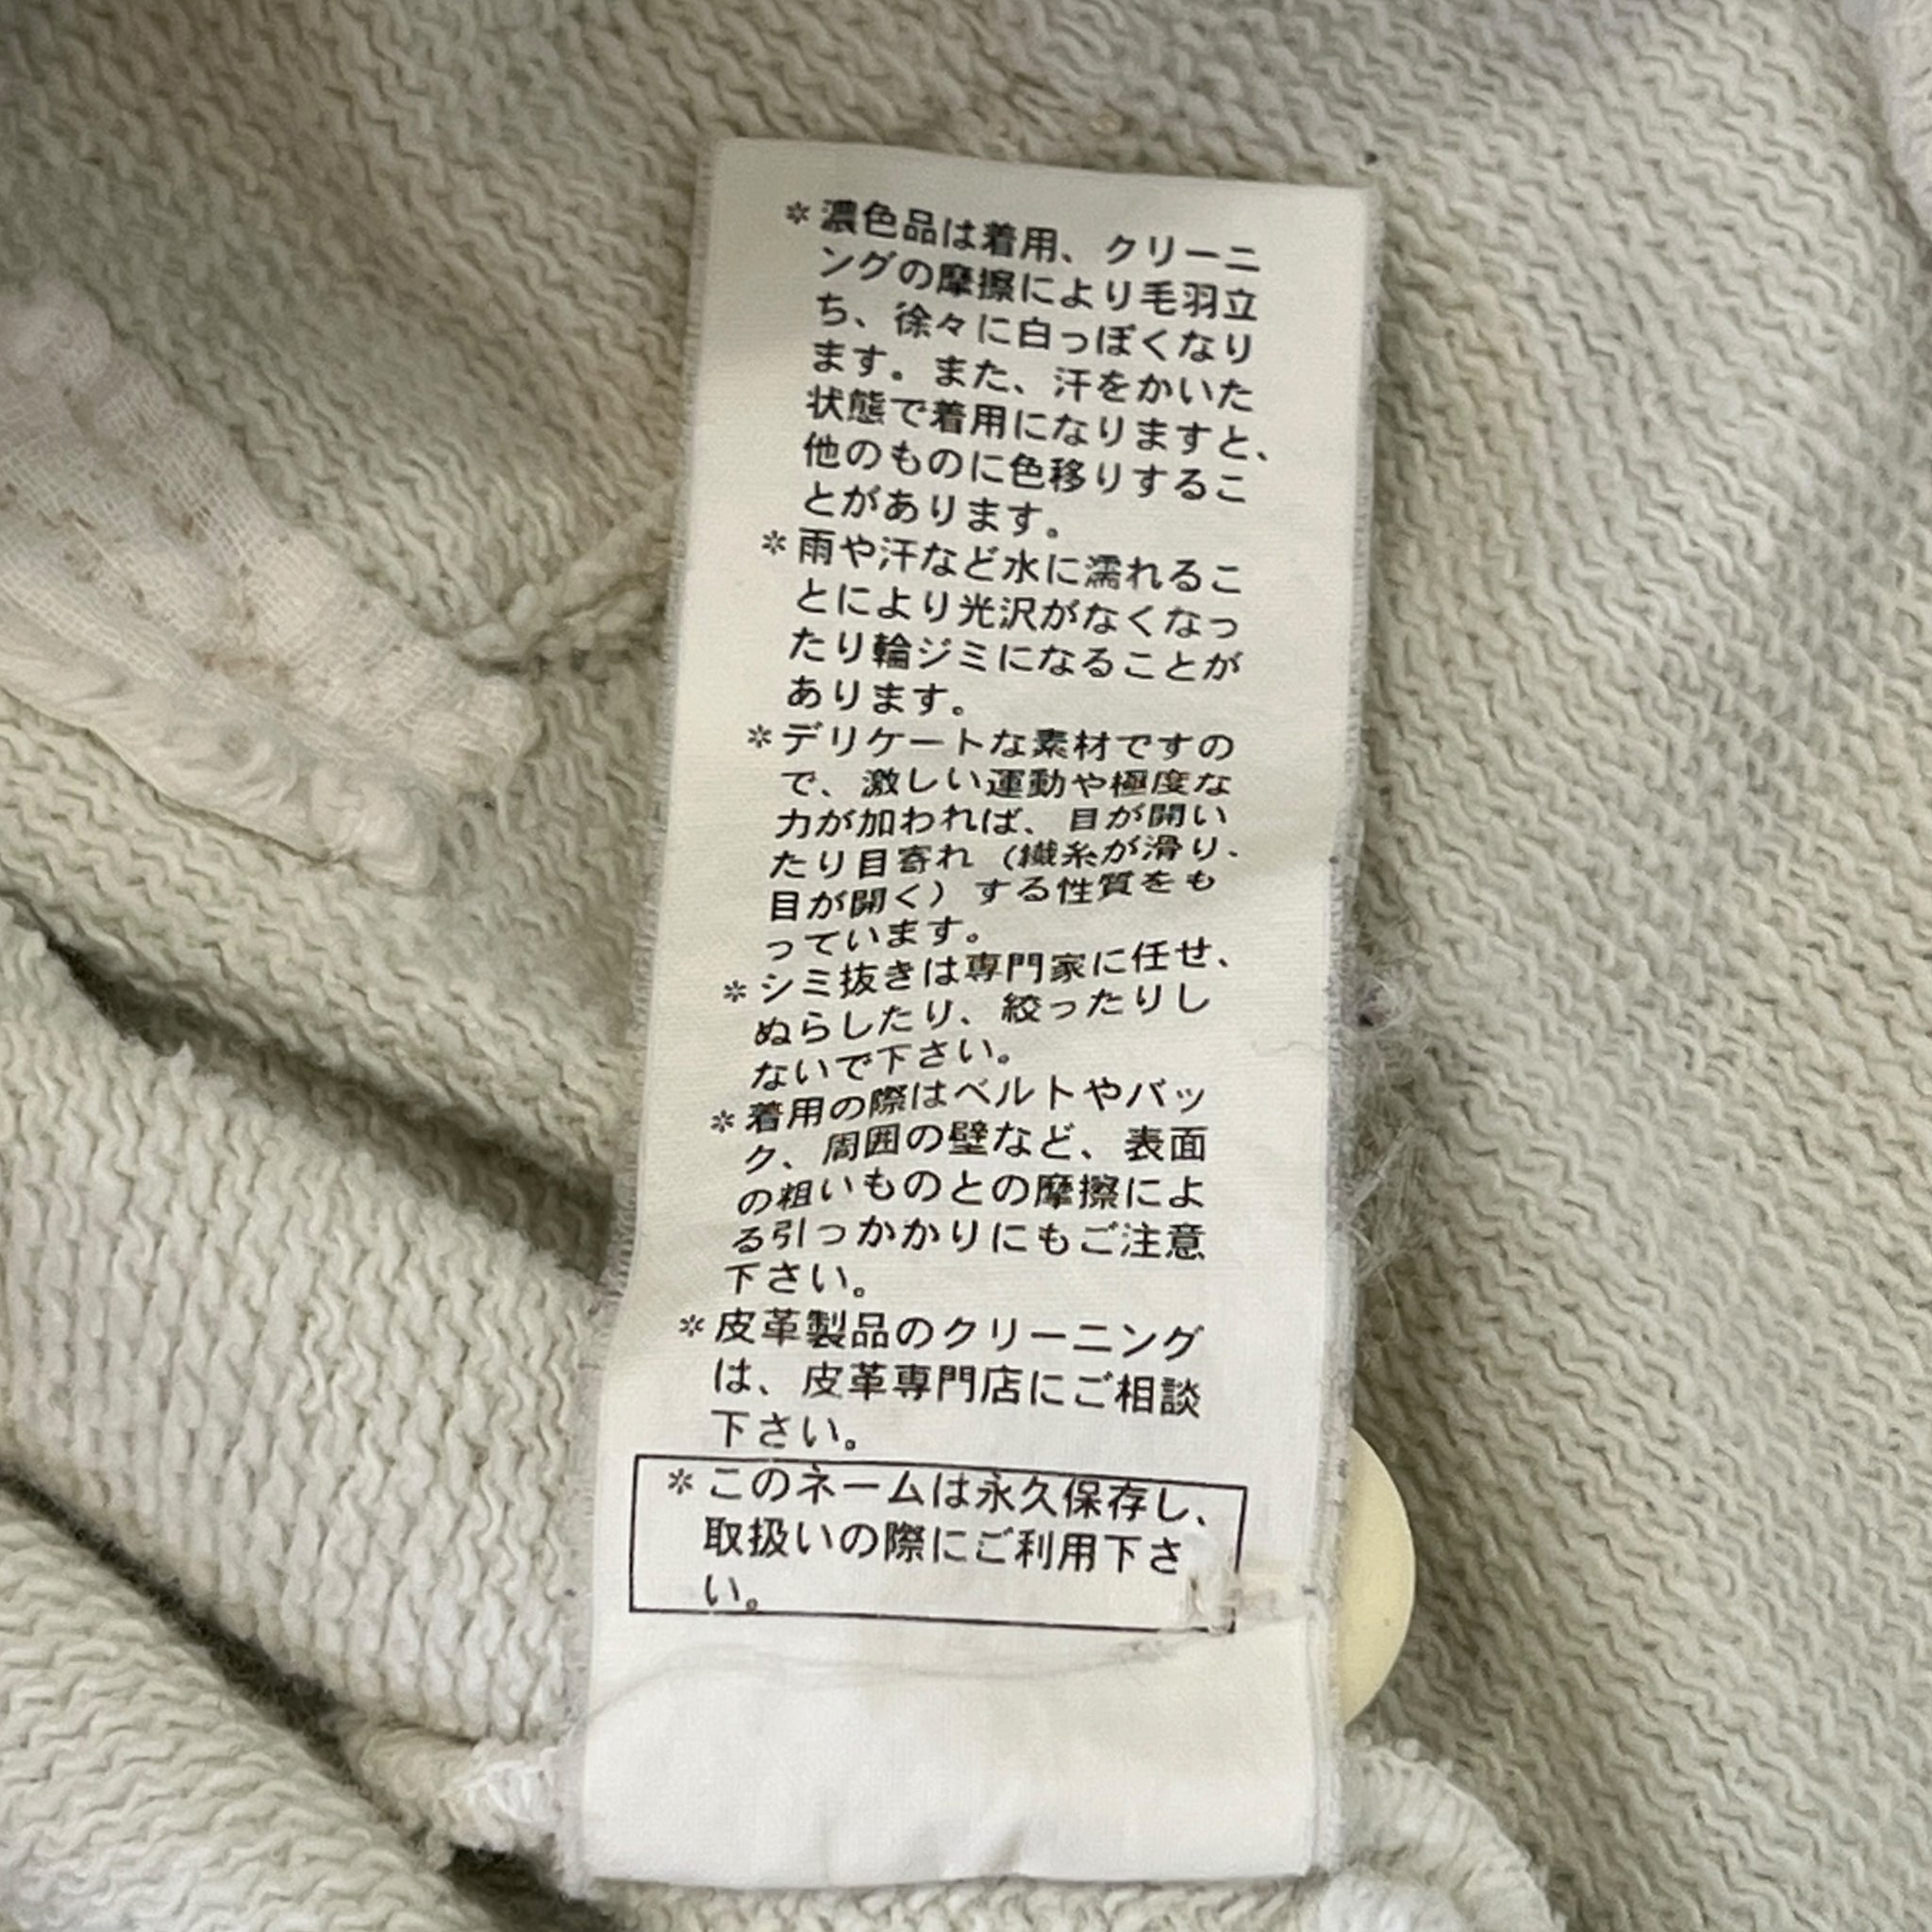 ＊濃色品は着用、クリーニ
ングの摩擦により毛羽立
ち、徐々に白っぽくなり
ます。また、汗をかいた
状態で着用になりますと、
他のものに色移りするこ
とがあります。
＊雨や汗など水に濡れるこ
とにより光沢がなくなっ
たり輪ジミになることが
あります。
＊デリケートな素材ですの
で、激しい運動や極度な
力が加われば、目が開い
たり目寄れ（繊糸が滑り、
目が開く）する性質をも
っています。
＊シミ抜きは専門家に任せ、
ぬらしたり、絞ったりし
ないで下さい。
＊着用の際はベルトやバッ
ク、周囲の壁など、表面
の粗いものとの摩擦によ
る引っかかりにもご注意
下さい。
＊皮革製品のクリーニング
は、皮革専門店にご相談
下さい。
＊このネームは永久保存し、
取扱いの際にご利用下さ
い。